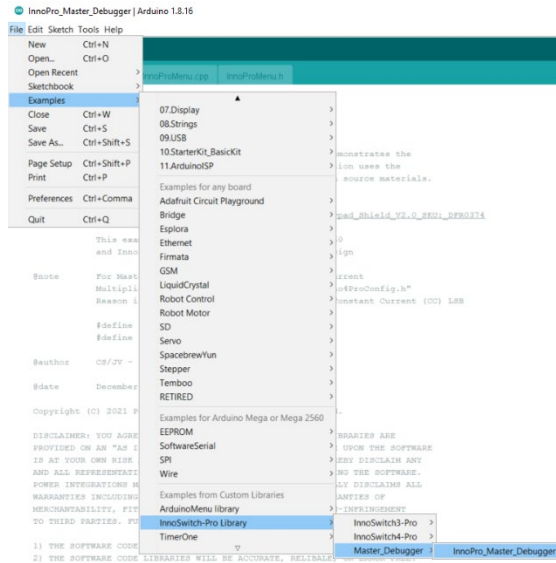 InnoPro_Master_Debugger | Arduino 1.8.16
File Edit Sketch Tools Help
New Ctrl+N
Open... Ctrl+O
Open Recent >
Sketchbook >
Examples >
Close Ctrl+W
Save Ctrl+S
Save As... Ctrl+Shift+S
Page Setup Ctrl+Shift+P
Print Ctrl+P
Preferences Ctrl+Comma
Quit Ctrl+Q
InnoProMenu.cpp InnoProMenu.h
07.Display >
08.Strings >
09.USB >
10.StarterKit_BasicKit >
11.ArduinoISP >
Examples for any board
Adafruit Circuit Playground >
Bridge >
Esplora >
Ethernet >
Firmata >
GSM >
LiquidCrystal >
Robot Control >
Robot Motor >
SD >
Servo >
SpacebrewYun >
Stepper >
Temboo >
RETIRED >
Examples for Arduino Mega or Mega 2560
EEPROM >
SoftwareSerial >
SPI >
Wire >
Examples from Custom Libraries
ArduinoMenu library >
InnoSwitch-Pro Library >
TimerOne >
InnoSwitch3-Pro >
InnoSwitch4-Pro >
Master_Debugger >
InnoPro_Master_Debugger
monstrates the
ion uses the
source materials.
pad_Shield_V2.0_SKU:_DFR0374
This exa
and Inno sign
@note For Mast rrent
Multipli o4ProConfig.h"
Reason i onstant Current (CC) LSB
#define
#define
@author CS/JV -
@date December
Copyright (C) 2021 P
DISCLAIMER: YOU AGRE BRARIES ARE
PROVIDED ON AN "AS I UPON THE SOFTWARE
IS AT YOUR OWN RISK EBY DISCLAIM ANY
AND ALL REPRESENTATI NG THE SOFTWARE.
POWER INTEGRATIONS M LY DISCLAIMS ALL
WARRANTIES INCLUDING ANTIES OF
MERCHANTABILITY, FIT -INFRINGEMENT
TO THIRD PARTIES. FU
1) THE SOFTWARE CODE
2) THE SOFTWARE CODE LIBRARIES WILL BE ACCURATE,